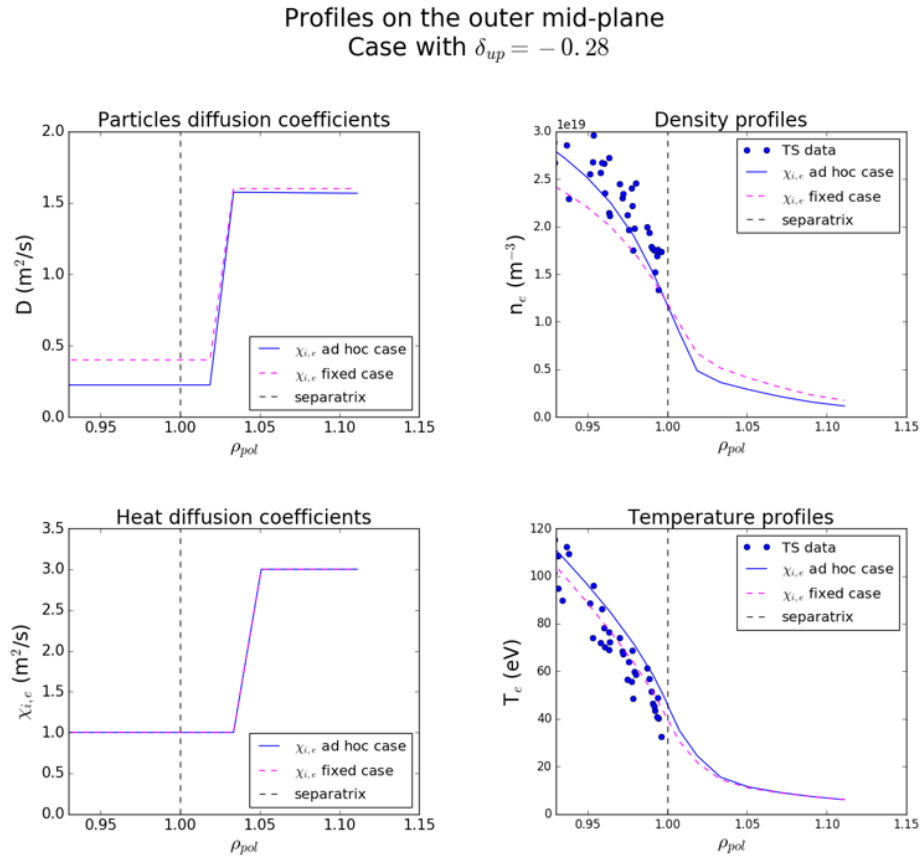 Profiles on the outer mid-plane
Case with δ_up = −0.28
Particles diffusion coefficients
D (m²/s)
2.0
1.5
1.0
0.5
0.0
0.95 1.00 1.05 1.10 1.15
ρ_pol
χ_i,e ad hoc case
χ_i,e fixed case
separatrix
Density profiles
1e19
n_e (m⁻³)
3.0
2.5
2.0
1.5
1.0
0.5
0.0
0.95 1.00 1.05 1.10 1.15
ρ_pol
TS data
χ_i,e ad hoc case
χ_i,e fixed case
separatrix
Heat diffusion coefficients
χ_i,e (m²/s)
3.5
3.0
2.5
2.0
1.5
1.0
0.5
0.0
0.95 1.00 1.05 1.10 1.15
ρ_pol
χ_i,e ad hoc case
χ_i,e fixed case
separatrix
Temperature profiles
T_e (eV)
120
100
80
60
40
20
0
0.95 1.00 1.05 1.10 1.15
ρ_pol
TS data
χ_i,e ad hoc case
χ_i,e fixed case
separatrix